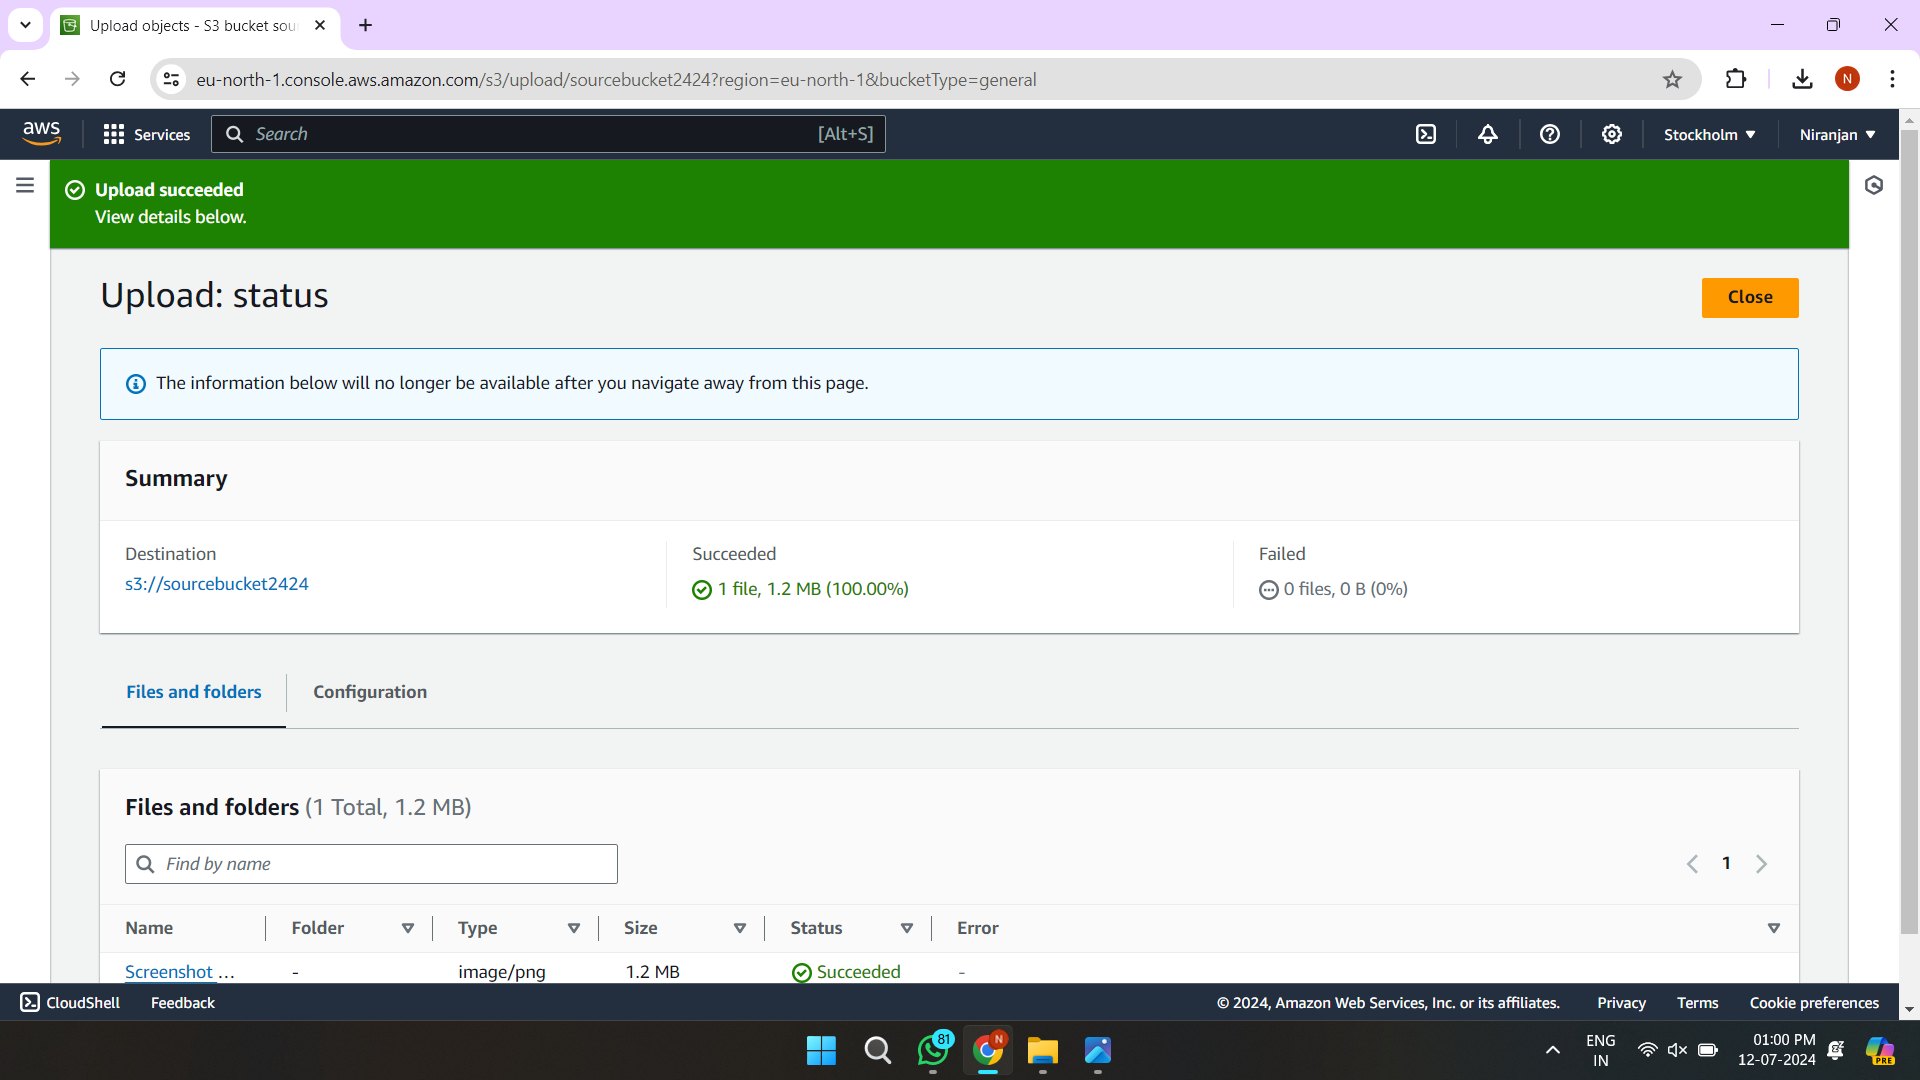 Upload objects - S3 bucket sou
eu-north-1.console.aws.amazon.com/s3/upload/sourcebucket2424?region=eu-north-1&bucketType=general
N
aws
Services
Search
[Alt+S]
Stockholm
Niranjan
Upload succeeded
View details below.
Upload: status
Close
The information below will no longer be available after you navigate away from this page.
Summary
Destination
s3://sourcebucket2424
Succeeded
1 file, 1.2 MB (100.00%)
Failed
0 files, 0 B (0%)
Files and folders
Configuration
Files and folders (1 Total, 1.2 MB)
Find by name
1
Name
Folder
Type
Size
Status
Error
Screenshot ...
-
image/png
1.2 MB
Succeeded
-
CloudShell
Feedback
© 2024, Amazon Web Services, Inc. or its affiliates.
Privacy
Terms
Cookie preferences
81
N
ENG
IN
01:00 PM
12-07-2024
PRE